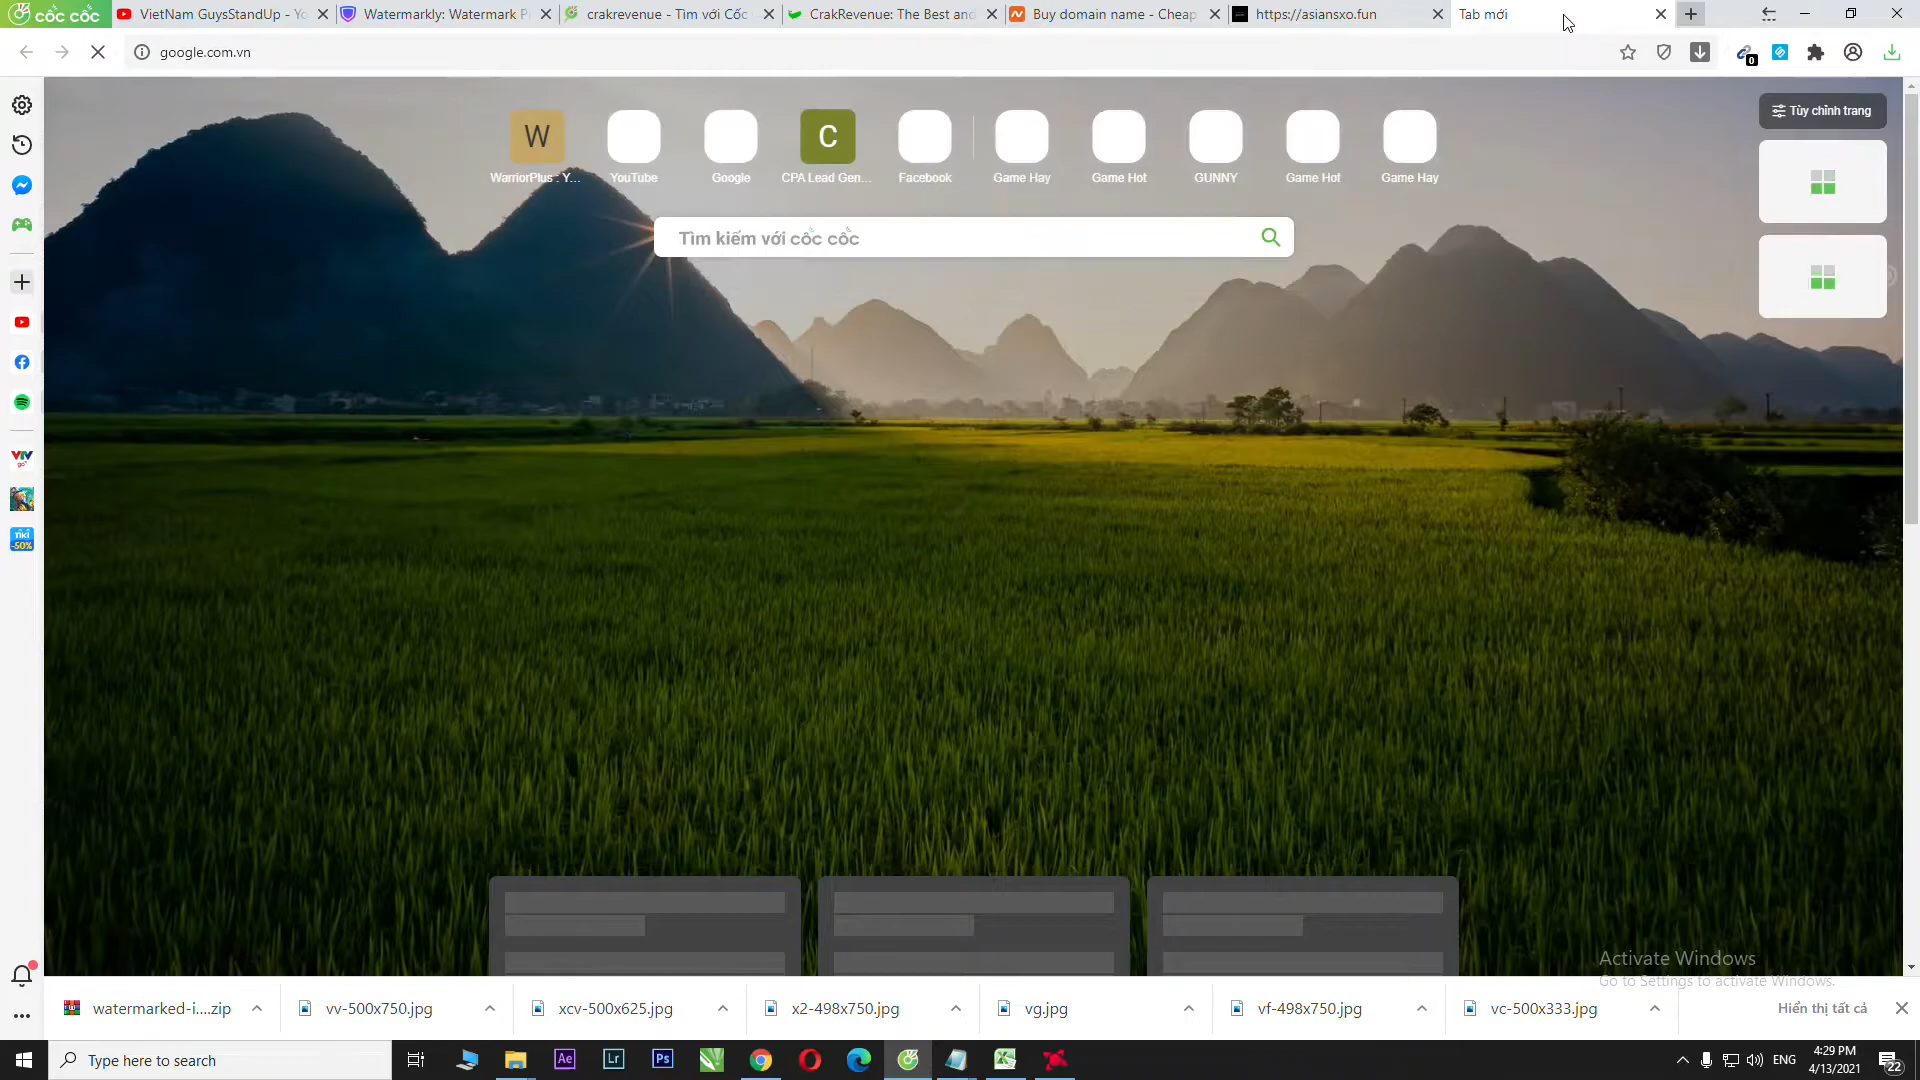 cốc cốc
VietNam GuysStandUp - Yo
Watermarkly: Watermark P
crakrevenue - Tìm với Cốc
CrakRevenue: The Best and
Buy domain name - Cheap
https://asiansxo.fun
Tab mới
google.com.vn
0
Tùy chỉnh trang
W
C
WarriorPlus : Y...
YouTube
Google
CPA Lead Gen...
Facebook
Game Hay
Game Hot
GUNNY
Game Hot
Game Hay
Tìm kiếm với cốc cốc
VTV
go
TIKI
-50%
Activate Windows
Go to Settings to activate Windows.
watermarked-i....zip
vv-500x750.jpg
xcv-500x625.jpg
x2-498x750.jpg
vg.jpg
vf-498x750.jpg
vc-500x333.jpg
Hiển thị tất cả
Type here to search
Ae
Lr
Ps
ENG
4:29 PM
4/13/2021
22